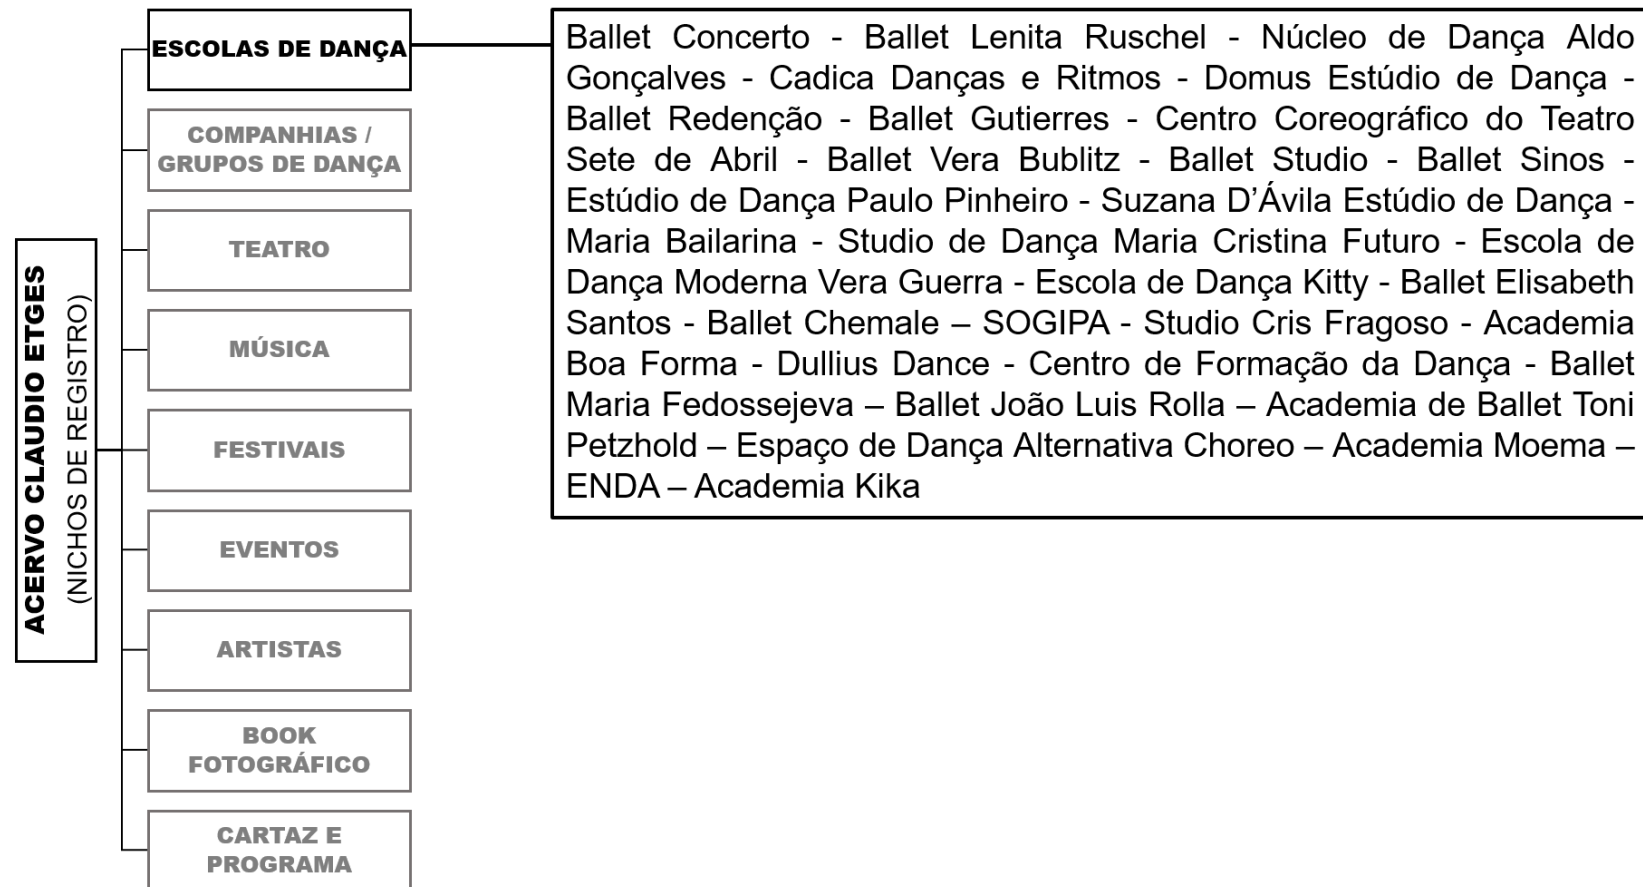 ACERVO CLAUDIO ETGES
(NICHOS DE REGISTRO)
ESCOLAS DE DANÇA
COMPANHIAS /
GRUPOS DE DANÇA
TEATRO
MÚSICA
FESTIVAIS
EVENTOS
ARTISTAS
BOOK
FOTOGRÁFICO
CARTAZ E
PROGRAMA
Ballet Concerto - Ballet Lenita Ruschel - Núcleo de Dança Aldo
Gonçalves - Cadica Danças e Ritmos - Domus Estúdio de Dança -
Ballet Redenção - Ballet Gutierres - Centro Coreográfico do Teatro
Sete de Abril - Ballet Vera Bublitz - Ballet Studio - Ballet Sinos -
Estúdio de Dança Paulo Pinheiro - Suzana D’Ávila Estúdio de Dança -
Maria Bailarina - Studio de Dança Maria Cristina Futuro - Escola de
Dança Moderna Vera Guerra - Escola de Dança Kitty - Ballet Elisabeth
Santos - Ballet Chemale – SOGIPA - Studio Cris Fragoso - Academia
Boa Forma - Dullius Dance - Centro de Formação da Dança - Ballet
Maria Fedossejeva – Ballet João Luis Rolla – Academia de Ballet Toni
Petzhold – Espaço de Dança Alternativa Choreo – Academia Moema –
ENDA – Academia Kika